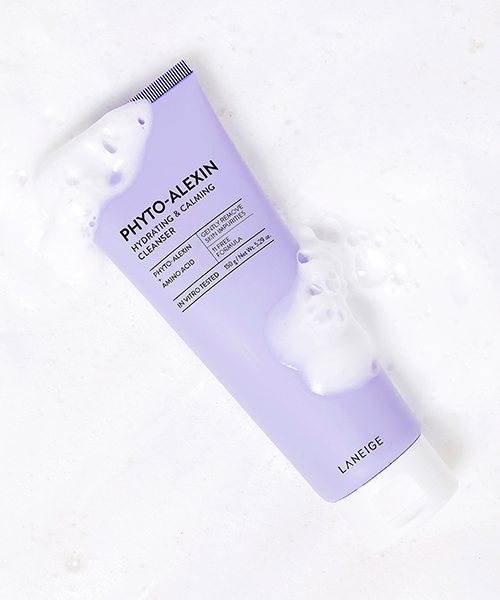 PHYTO-ALEXIN
HYDRATING & CALMING
CLEANSER
PHYTO-ALEXIN
+
AMINO ACID
GENTLY REMOVE
SKIN IMPURITIES
11 FREE
FORMULA
IN VITRO TESTED
150 g / Net Wt. 5.29 oz.
LANEIGE